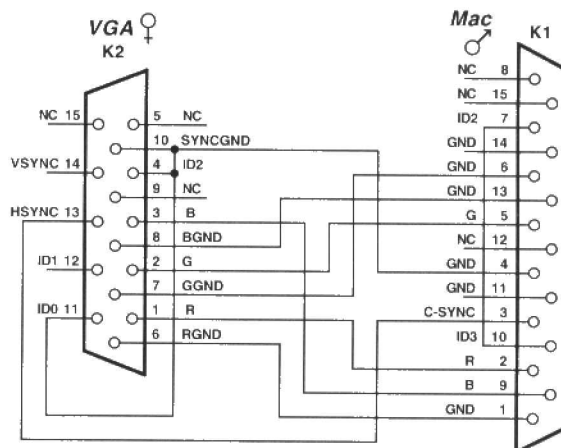 VGA ♀
K2
Mac ♂
K1
NC 15
5 NC
10 SYNCGND
VSYNC 14
4 ID2
9 NC
HSYNC 13
3 B
8 BGND
ID1 12
2 G
7 GGND
ID0 11
1 R
6 RGND
NC 8
NC 15
ID2 7
GND 14
GND 6
GND 13
G 5
NC 12
GND 4
GND 11
C-SYNC 3
ID3 10
R 2
B 9
GND 1